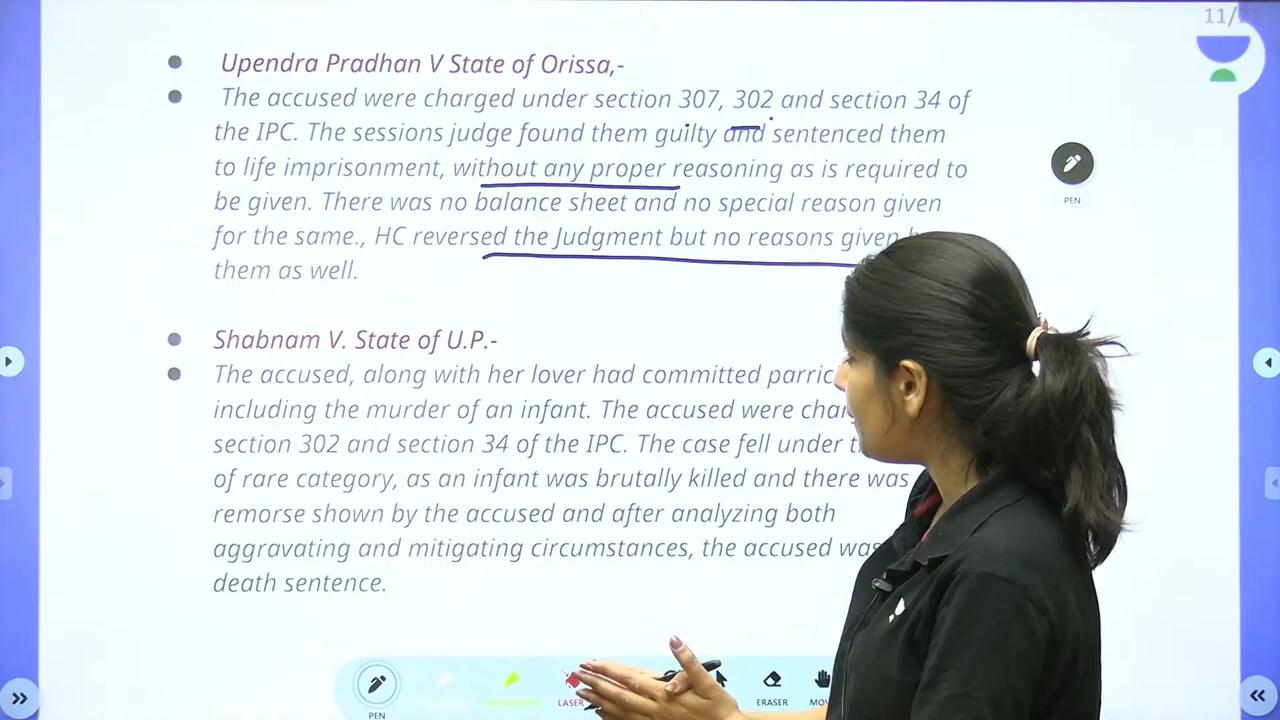 11/
Upendra Pradhan V State of Orissa,-
The accused were charged under section 307, 302 and section 34 of
the IPC. The sessions judge found them guilty and sentenced them
to life imprisonment, without any proper reasoning as is required to
be given. There was no balance sheet and no special reason given
for the same., HC reversed the Judgment but no reasons given
them as well.
Shabnam V. State of U.P.-
The accused, along with her lover had committed
including the murder of an infant. The accused were
section 302 and section 34 of the IPC. The case fell under
of rare category, as an infant was brutally killed and there was
remorse shown by the accused and after analyzing both
aggravating and mitigating circumstances, the accused was
death sentence.
PEN
PEN
LASER
ERASER